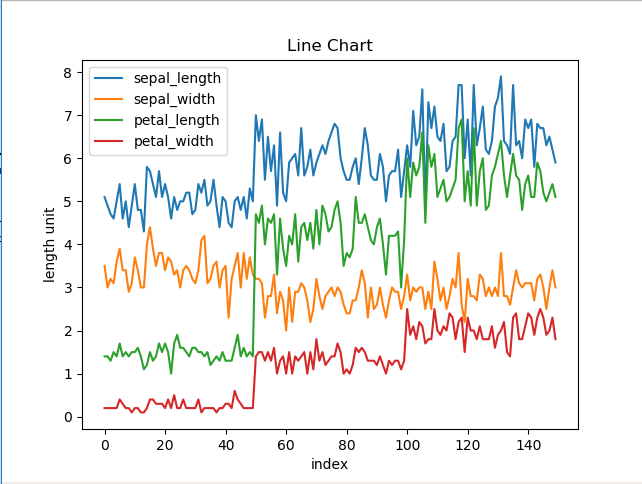 Line Chart
sepal_length
sepal_width
petal_length
petal_width
8
7
6
5
4
3
2
1
0
length unit
0 20 40 60 80 100 120 140
index